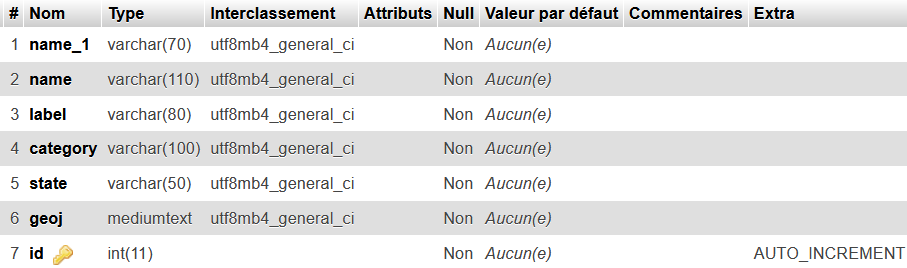 # Nom Type Interclassement Attributs Null Valeur par défaut Commentaires Extra
1 name_1 varchar(70) utf8mb4_general_ci Non Aucun(e)
2 name varchar(110) utf8mb4_general_ci Non Aucun(e)
3 label varchar(80) utf8mb4_general_ci Non Aucun(e)
4 category varchar(100) utf8mb4_general_ci Non Aucun(e)
5 state varchar(50) utf8mb4_general_ci Non Aucun(e)
6 geoj mediumtext utf8mb4_general_ci Non Aucun(e)
7 id int(11) Non Aucun(e) AUTO_INCREMENT